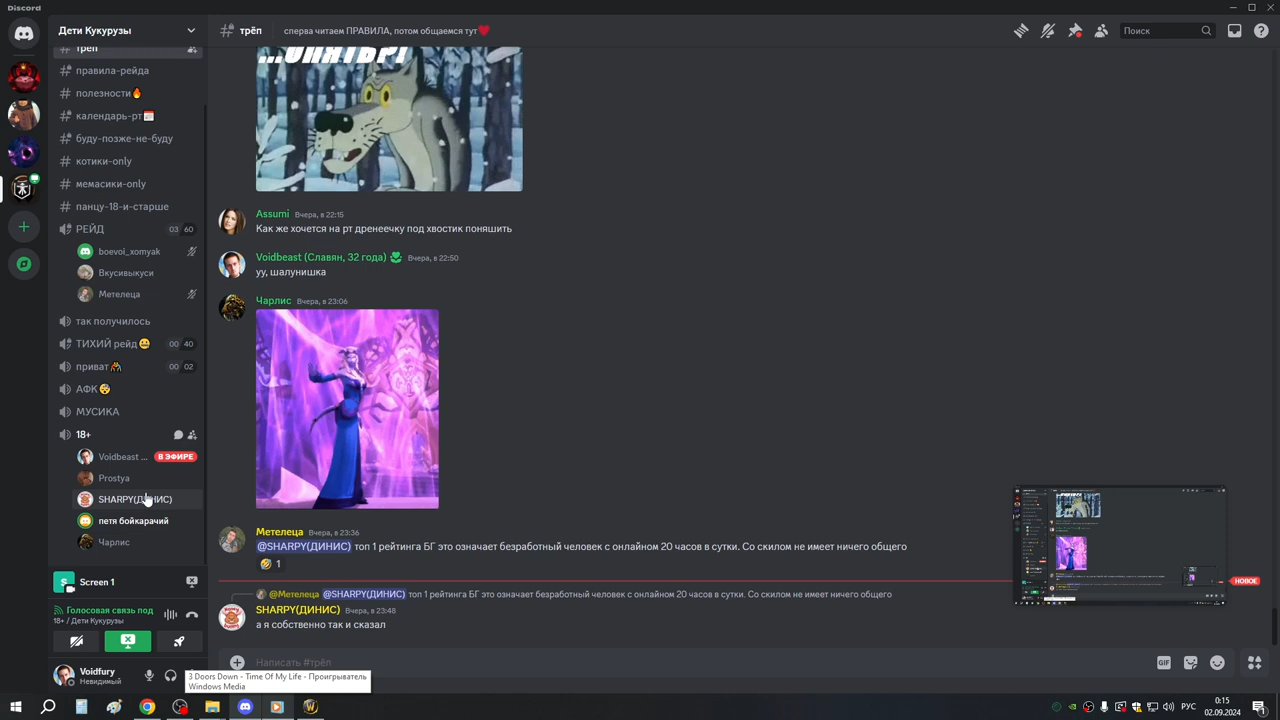 Discord
Дети Кукурузы
трёп
правила-рейда
полезности🔥
календарь-рт📅
буду-позже-не-буду
котики-only
мемасики-only
панцу-18-и-старше
РЕЙД 03 60
boevoi_xomyak
Вкусивыкуси
Метелеца
так получилось
ТИХИЙ рейд 00 40
приват 00 02
АФК
МУСИКА
18+
Voidbeast ... В ЭФИРЕ
Prostya
SHARPY(ДИНИС)
петя бойкарачий
Чарлис
Screen 1
Голосовая связь под
18+ / Дети Кукурузы
Voidfury
Невидимый
трёп сперва читаем ПРАВИЛА, потом общаемся тут❤️
Поиск
...ОПЯТЬ?!
Assumi Вчера, в 22:15
Как же хочется на рт дренеечку под хвостик поняшить
Voidbeast (Славян, 32 года) Вчера, в 22:50
уу, шалунишка
Чарлис Вчера, в 23:06
Метелеца Вчера, в 23:36
@SHARPY(ДИНИС) топ 1 рейтинга БГ это означает безработный человек с онлайном 20 часов в сутки. Со скилом не имеет ничего общего
🤣 1
НОВОЕ
@Метелеца @SHARPY(ДИНИС) топ 1 рейтинга БГ это означает безработный человек с онлайном 20 часов в сутки. Со скилом не имеет ничего общего
SHARPY(ДИНИС) Вчера, в 23:48
а я собственно так и сказал
Написать #трёп
GIF
3 Doors Down - Time Of My Life - Проигрыватель
Windows Media
РУС
0:15
02.09.2024